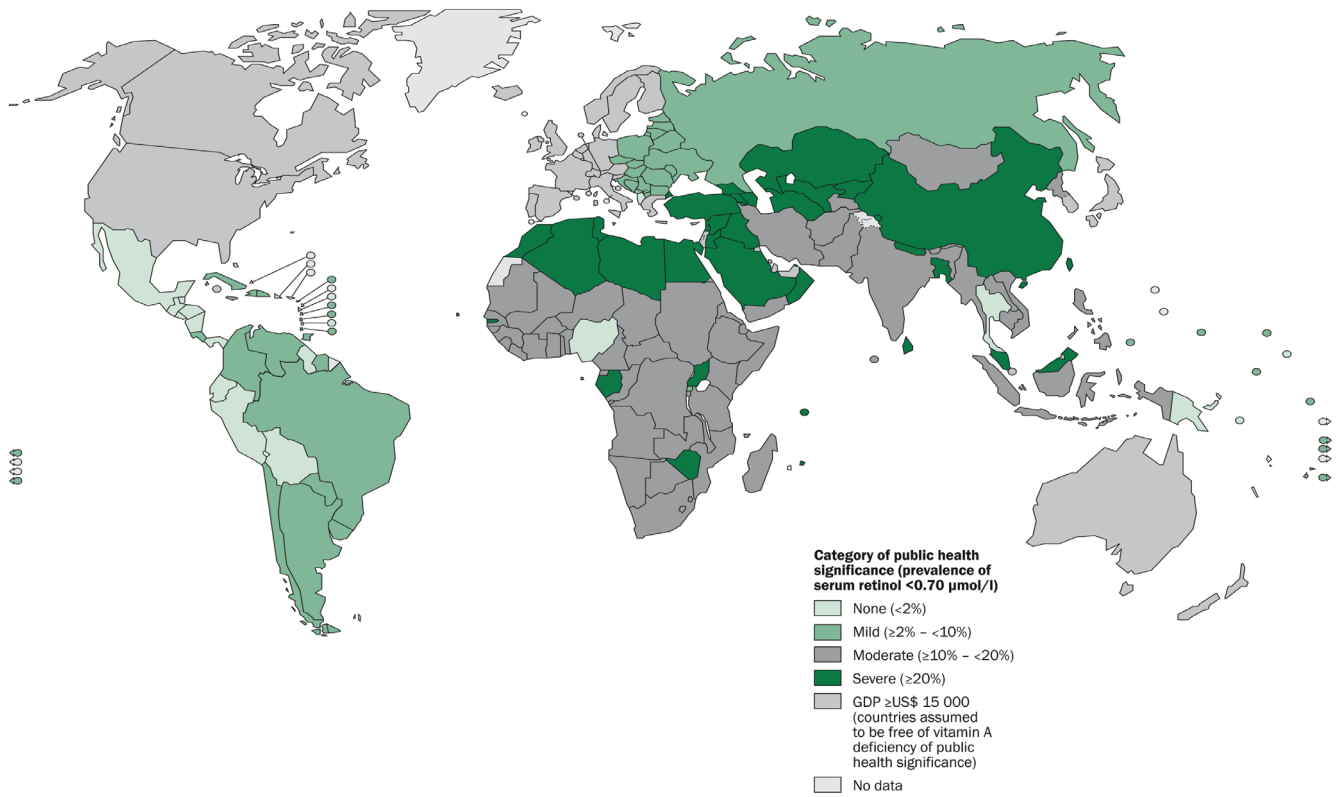 Category of public health
significance (prevalence of
serum retinol <0.70 µmol/l)
None (<2%)
Mild (≥2% – <10%)
Moderate (≥10% – <20%)
Severe (≥20%)
GDP ≥US$ 15 000
(countries assumed
to be free of vitamin A
deficiency of public
health significance)
No data